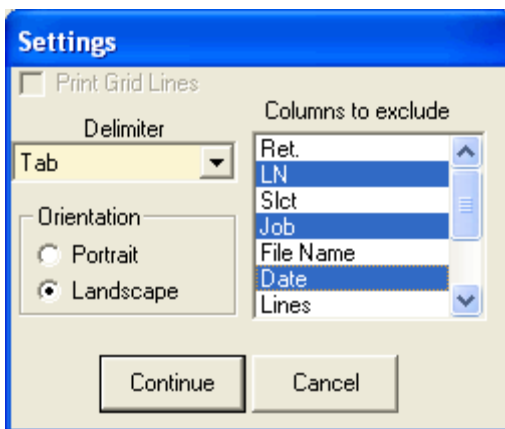 Settings
Print Grid Lines
Delimiter
Tab
Orientation
Portrait
Landscape
Columns to exclude
Ret.
LN
Slct
Job
File Name
Date
Lines
Continue
Cancel